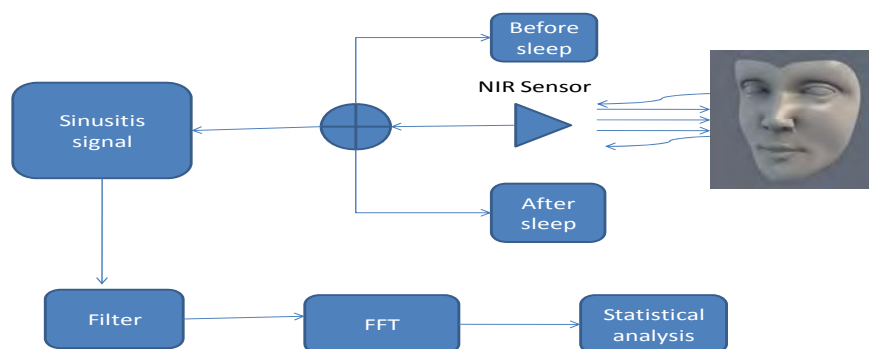 Before
sleep
NIR Sensor
Sinusitis
signal
After
sleep
Filter
FFT
Statistical
analysis